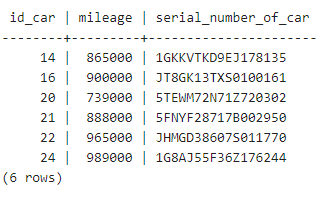 id_car | mileage | serial_number_of_car
--------+---------+----------------------
14 | 865000 | 1GKKVTKD9EJ178135
16 | 900000 | JT8GK13TXS0100161
20 | 739000 | 5TEWM72N71Z720302
21 | 888000 | 5FNYF28717B002950
22 | 965000 | JHMGD38607S011770
24 | 989000 | 1G8AJ55F36Z176244
(6 rows)